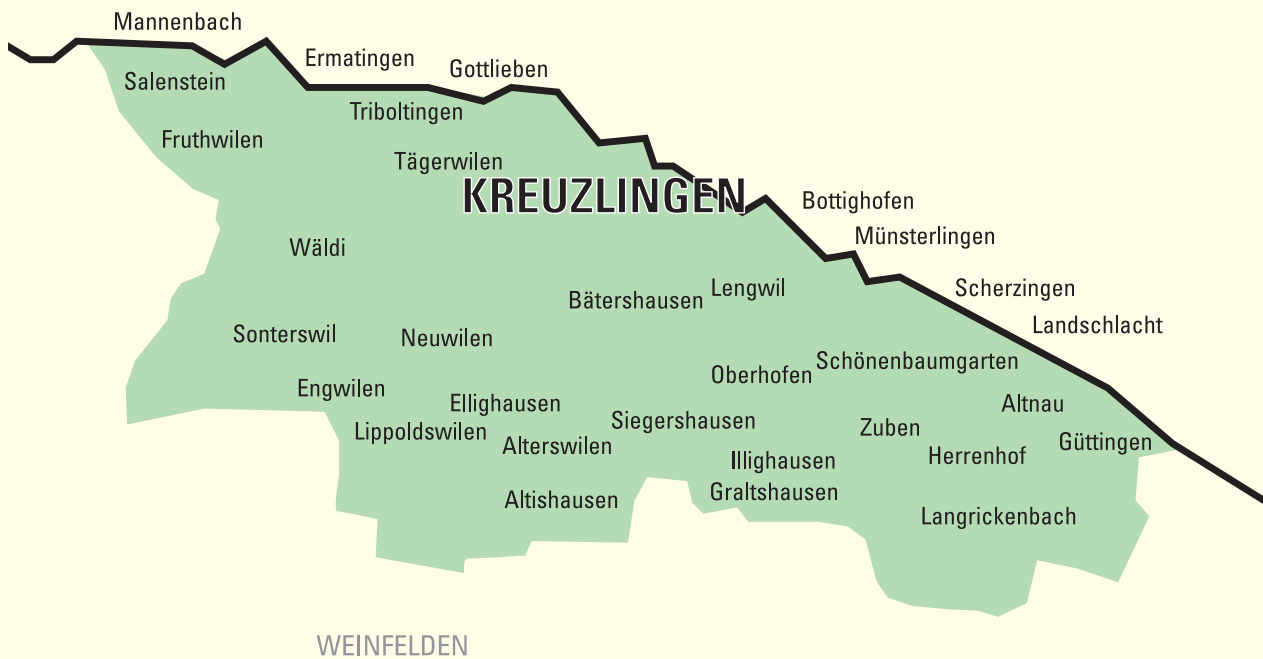 Mannenbach
Ermatingen
Gottlieben
Salenstein
Triboltingen
Fruthwilen
Tägerwilen
KREUZLINGEN
Bottighofen
Münsterlingen
Wäldi
Lengwil
Scherzingen
Bätershausen
Landschlacht
Sonterswil
Neuwilen
Schönenbaumgarten
Oberhofen
Engwilen
Ellighausen
Altnau
Siegershausen
Zuben
Lippoldswilen
Güttingen
Alterswilen
Herrenhof
Illighausen
Graltshausen
Altishausen
Langrickenbach
WEINFELDEN